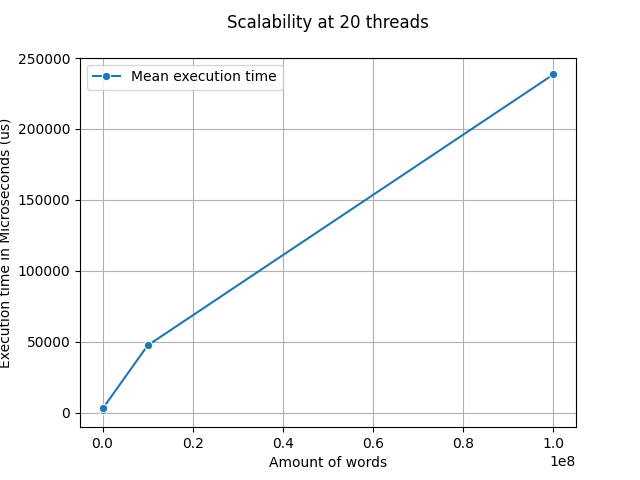 Scalability at 20 threads
Mean execution time
Execution time in Microseconds (us)
250000
200000
150000
100000
50000
0
0.0 0.2 0.4 0.6 0.8 1.0
1e8
Amount of words